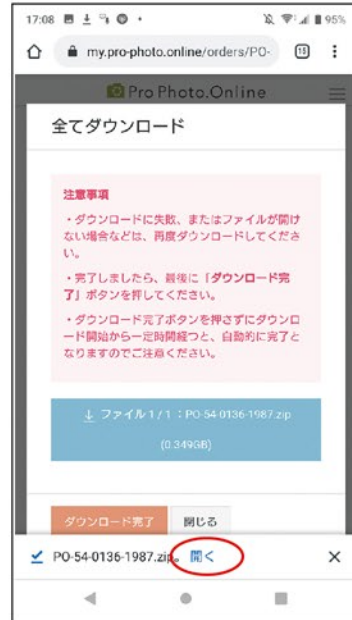 17:08 95%
my.pro-photo.online/orders/PO- 18
Pro Photo.Online
全てダウンロード
注意事項
・ダウンロードに失敗、またはファイルが開け
ない場合などは、再度ダウンロードしてくださ
い。
・完了しましたら、最後に「ダウンロード完
了」ボタンを押してください。
・ダウンロード完了ボタンを押さずにダウンロ
ード開始から一定時間経つと、自動的に完了と
なりますのでご注意ください。
ファイル 1 / 1 ：PO-54-0136-1987.zip
(0.349GB)
ダウンロード完了 閉じる
PO-54-0136-1987.zip。 開く